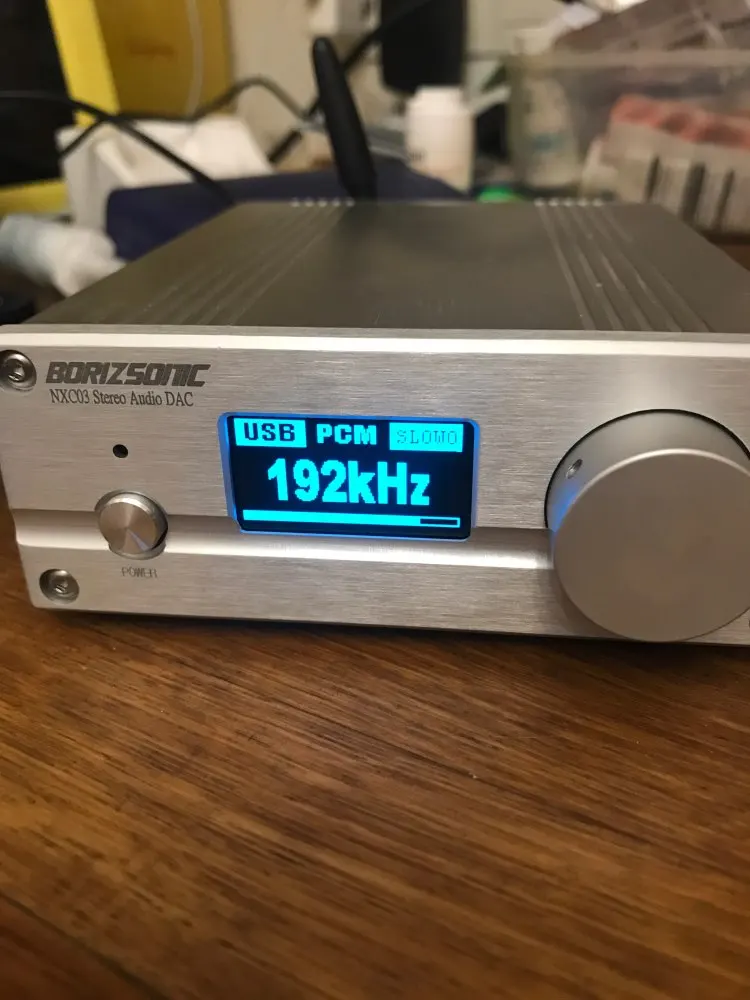 BORIZSONIC
NXC03 Stereo Audio DAC
USB PCM SLOWO
192kHz
POWER